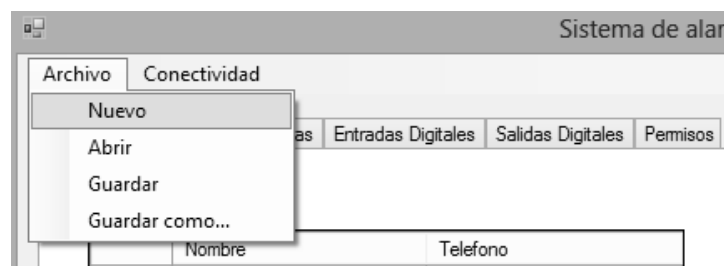 Sistema de alar
Archivo Conectividad
Nuevo
Abrir
Guardar
Guardar como...
as Entradas Digitales Salidas Digitales Permisos
Nombre Telefono